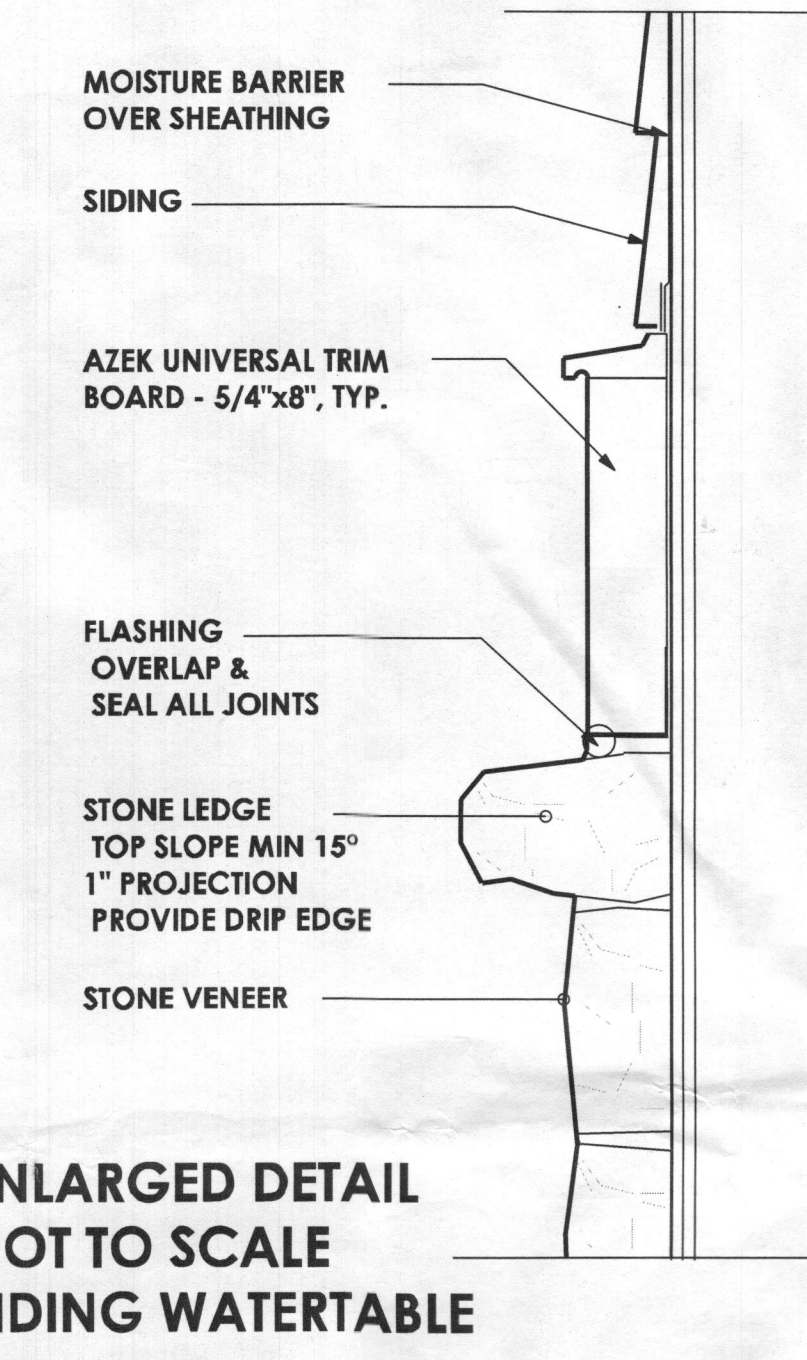 MOISTURE BARRIER
OVER SHEATHING
SIDING
AZEK UNIVERSAL TRIM
BOARD - 5/4"x8", TYP.
FLASHING
OVERLAP &
SEAL ALL JOINTS
STONE LEDGE
TOP SLOPE MIN 15°
1" PROJECTION
PROVIDE DRIP EDGE
STONE VENEER
NLARGED DETAIL
OT TO SCALE
IDING WATERTABLE